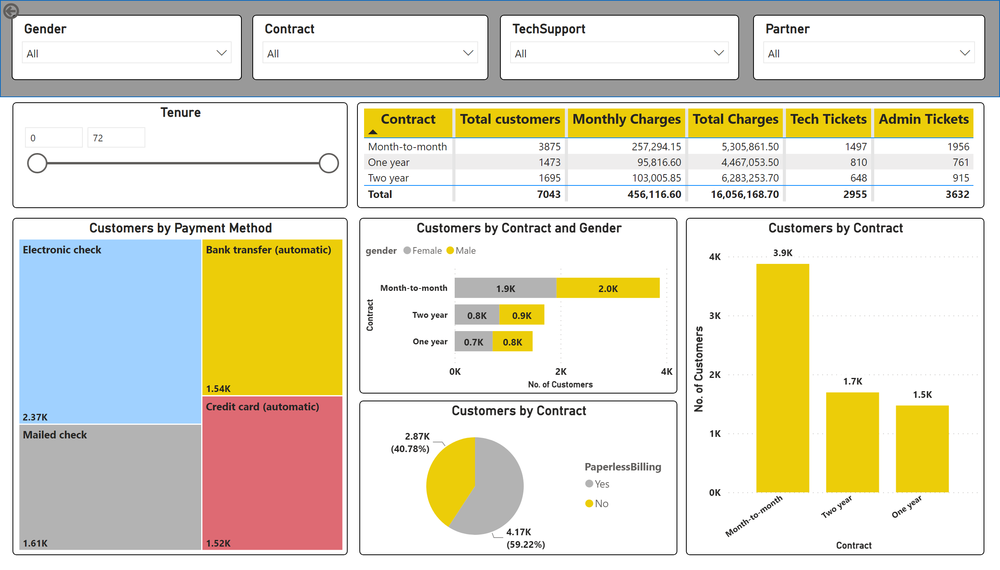 Gender
All
Contract
All
TechSupport
All
Partner
All
Tenure
0 72
Contract Total customers Monthly Charges Total Charges Tech Tickets Admin Tickets
Month-to-month 3875 257,294.15 5,305,861.50 1497 1956
One year 1473 95,816.60 4,467,053.50 810 761
Two year 1695 103,005.85 6,283,253.70 648 915
Total 7043 456,116.60 16,056,168.70 2955 3632
Customers by Payment Method
Electronic check
2.37K
Bank transfer (automatic)
1.54K
Mailed check
1.61K
Credit card (automatic)
1.52K
Customers by Contract and Gender
gender Female Male
Contract
Month-to-month 1.9K 2.0K
Two year 0.8K 0.9K
One year 0.7K 0.8K
0K 2K 4K
No. of Customers
Customers by Contract
2.87K
(40.78%)
4.17K
(59.22%)
PaperlessBilling
Yes
No
Customers by Contract
No. of Customers
4K
3K
2K
1K
0K
3.9K
1.7K
1.5K
Month-to-month
Two year
One year
Contract